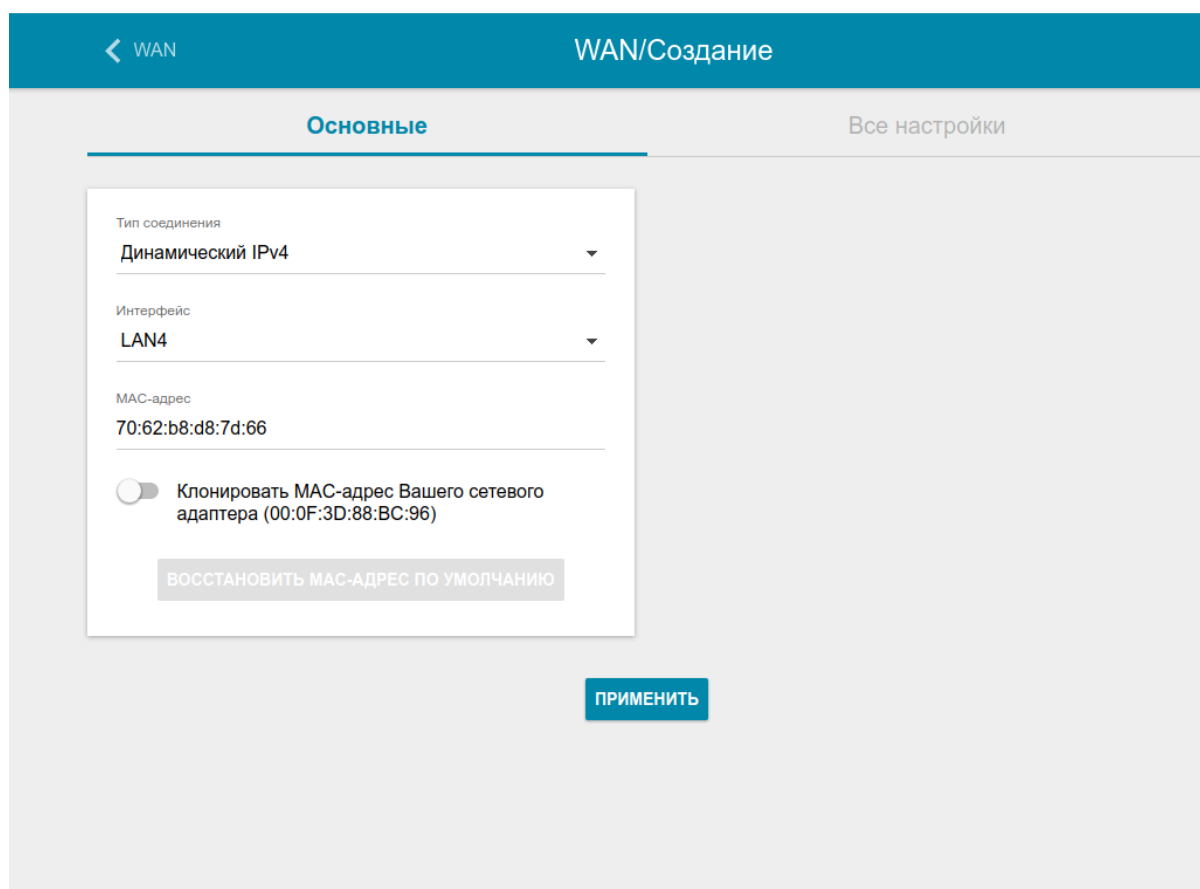 WAN
WAN/Создание
Основные
Все настройки
Тип соединения
Динамический IPv4
Интерфейс
LAN4
MAC-адрес
70:62:b8:d8:7d:66
Клонировать MAC-адрес Вашего сетевого
адаптера (00:0F:3D:88:BC:96)
ВОССТАНОВИТЬ MAC-АДРЕС ПО УМОЛЧАНИЮ
ПРИМЕНИТЬ